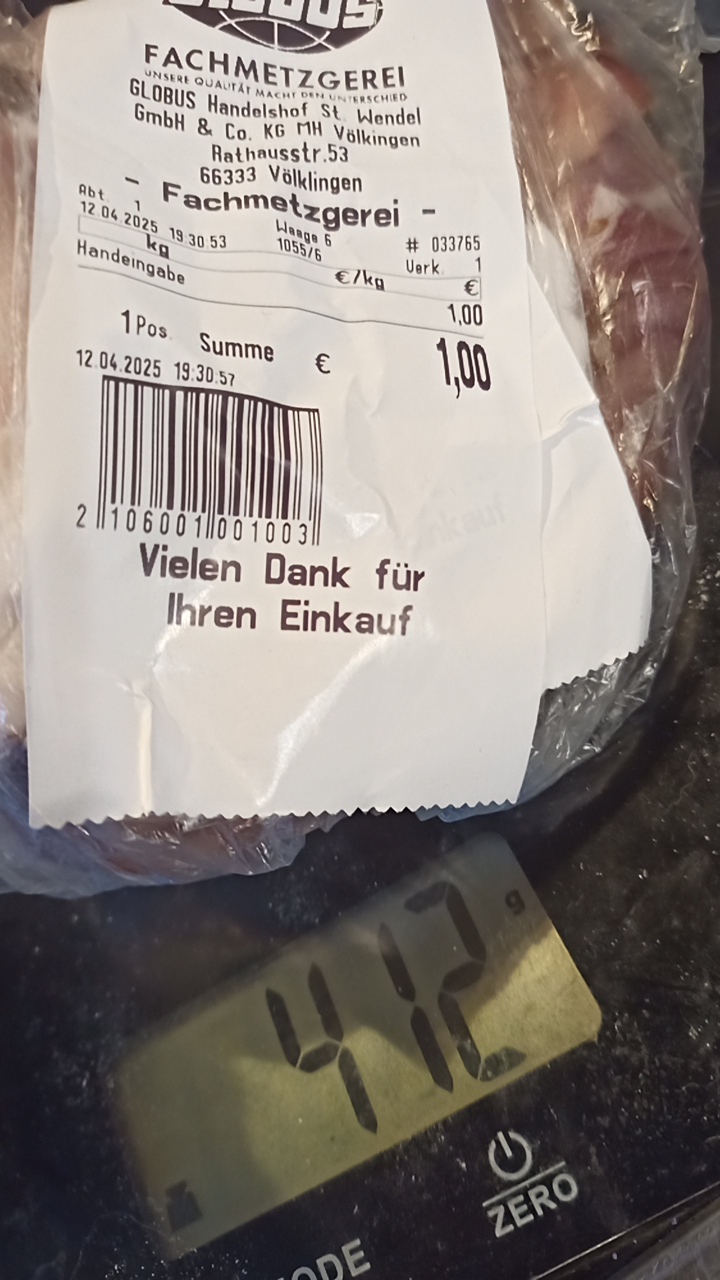 GLOBUS
FACHMETZGEREI
UNSERE QUALITÄT MACHT DEN UNTERSCHIED
GLOBUS Handelshof St. Wendel
GmbH & Co. KG MH Völkingen
Rathausstr.53
66333 Völklingen
- Fachmetzgerei -
Abt. 1 Waage 6 # 033765
12.04.2025 19:30:53 1055/6 Verk. 1
kg €/kg €
Handeingabe 1,00
1 Pos. Summe € 1,00
12.04.2025 19:30:57
2 106001 001003
Vielen Dank für
Ihren Einkauf
412 g
ZERO